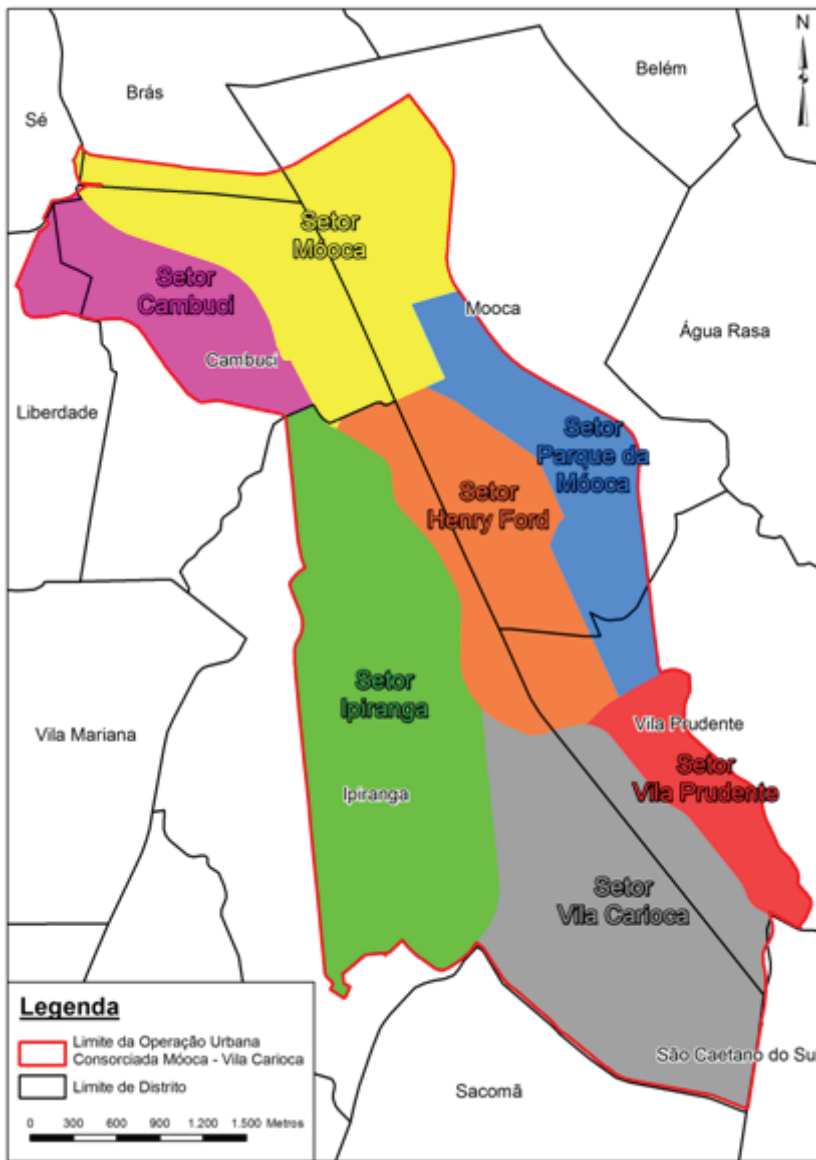 N
Belém
Brás
Sé
Setor
Móoca
Setor
Cambuci
Mooca
Água Rasa
Cambuci
Liberdade
Setor
Parque da
Móoca
Setor
Henry Ford
Setor
Ipiranga
Vila Mariana
Vila Prudente
Setor
Vila Prudente
Ipiranga
Setor
Vila Carioca
Legenda
Limite da Operação Urbana
Consorciada Móoca - Vila Carioca
Limite de Distrito
0 300 600 900 1.200 1.500 Metros
São Caetano do Sul
Sacomã